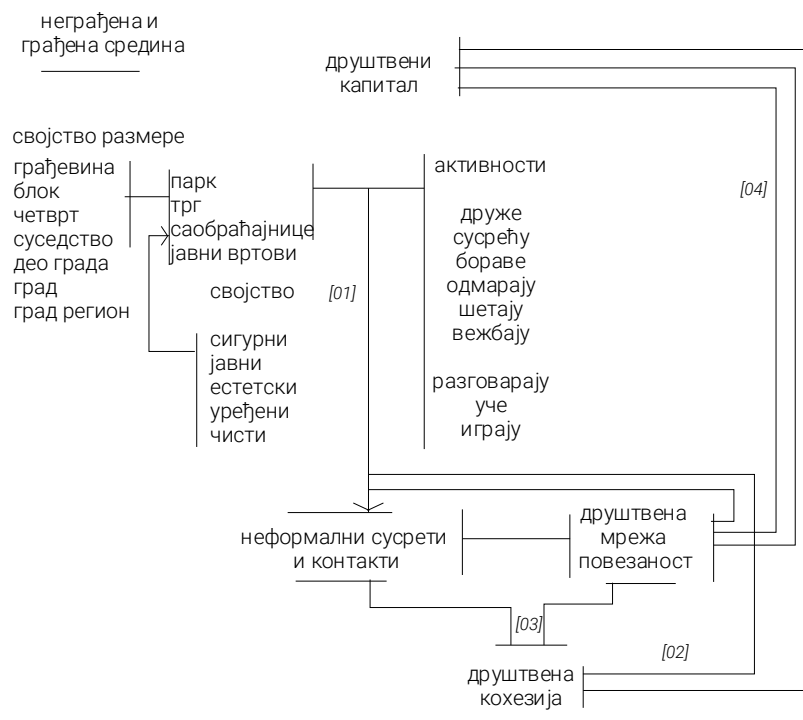 неграђена и
грађена средина
друштвени
капитал
својство размере
грађевина
блок
четврт
суседство
део града
град
град регион
парк
трг
саобраћајнице
јавни вртови
својство
[01]
сигурни
јавни
естетски
уређени
чисти
активности
друже
сусрећу
бораве
одмарају
шетају
вежбају
разговарају
уче
играју
[04]
неформални сусрети
и контакти
друштвена
мрежа
повезаност
[03]
[02]
друштвена
кохезија